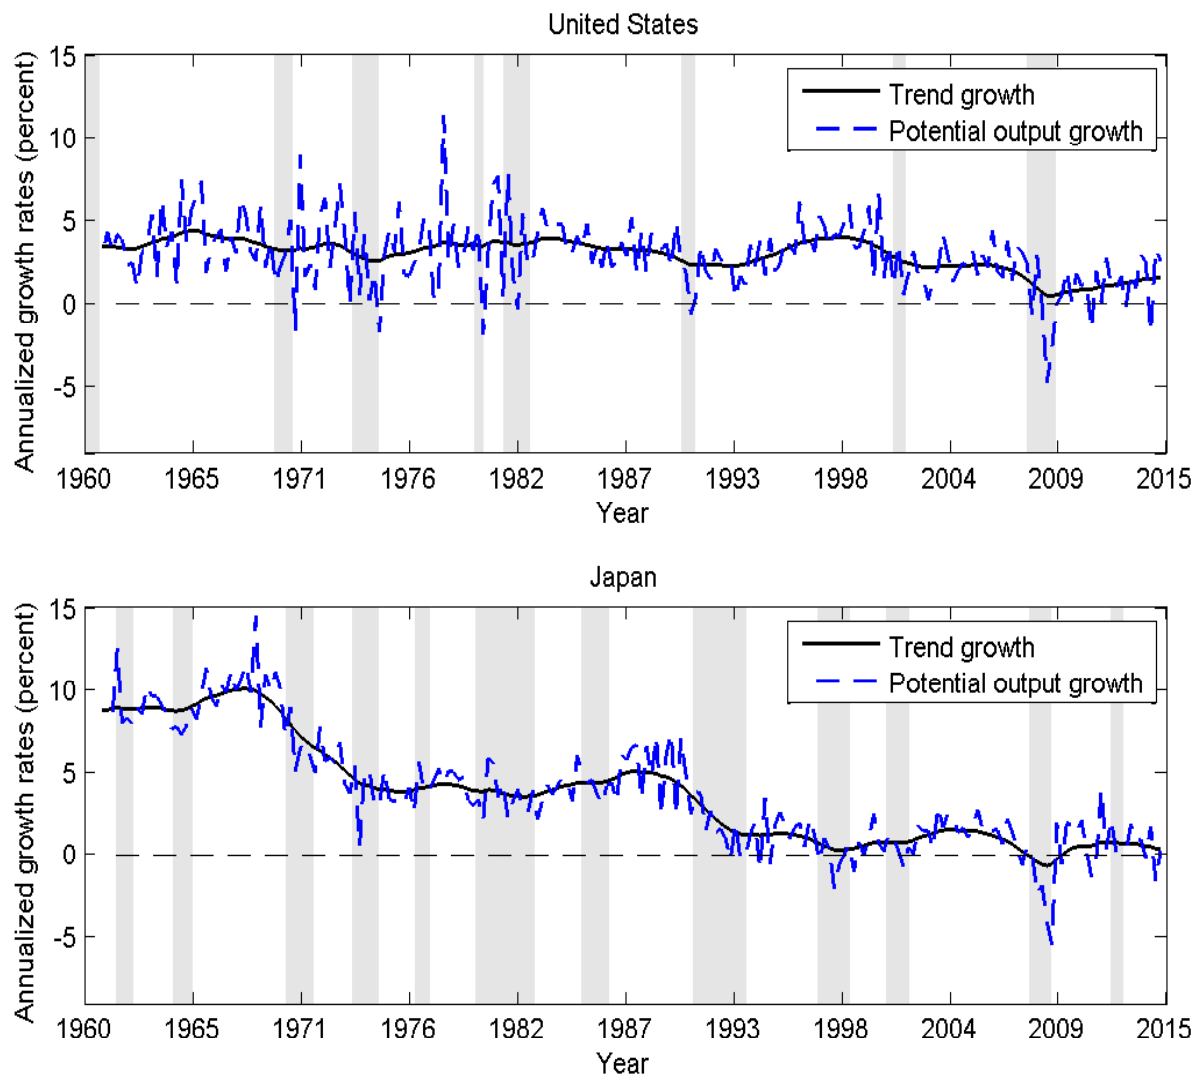 United States
Annualized growth rates (percent)
15
10
5
0
-5
Trend growth
Potential output growth
1960 1965 1971 1976 1982 1987 1993 1998 2004 2009 2015
Year
Japan
Annualized growth rates (percent)
15
10
5
0
-5
Trend growth
Potential output growth
1960 1965 1971 1976 1982 1987 1993 1998 2004 2009 2015
Year